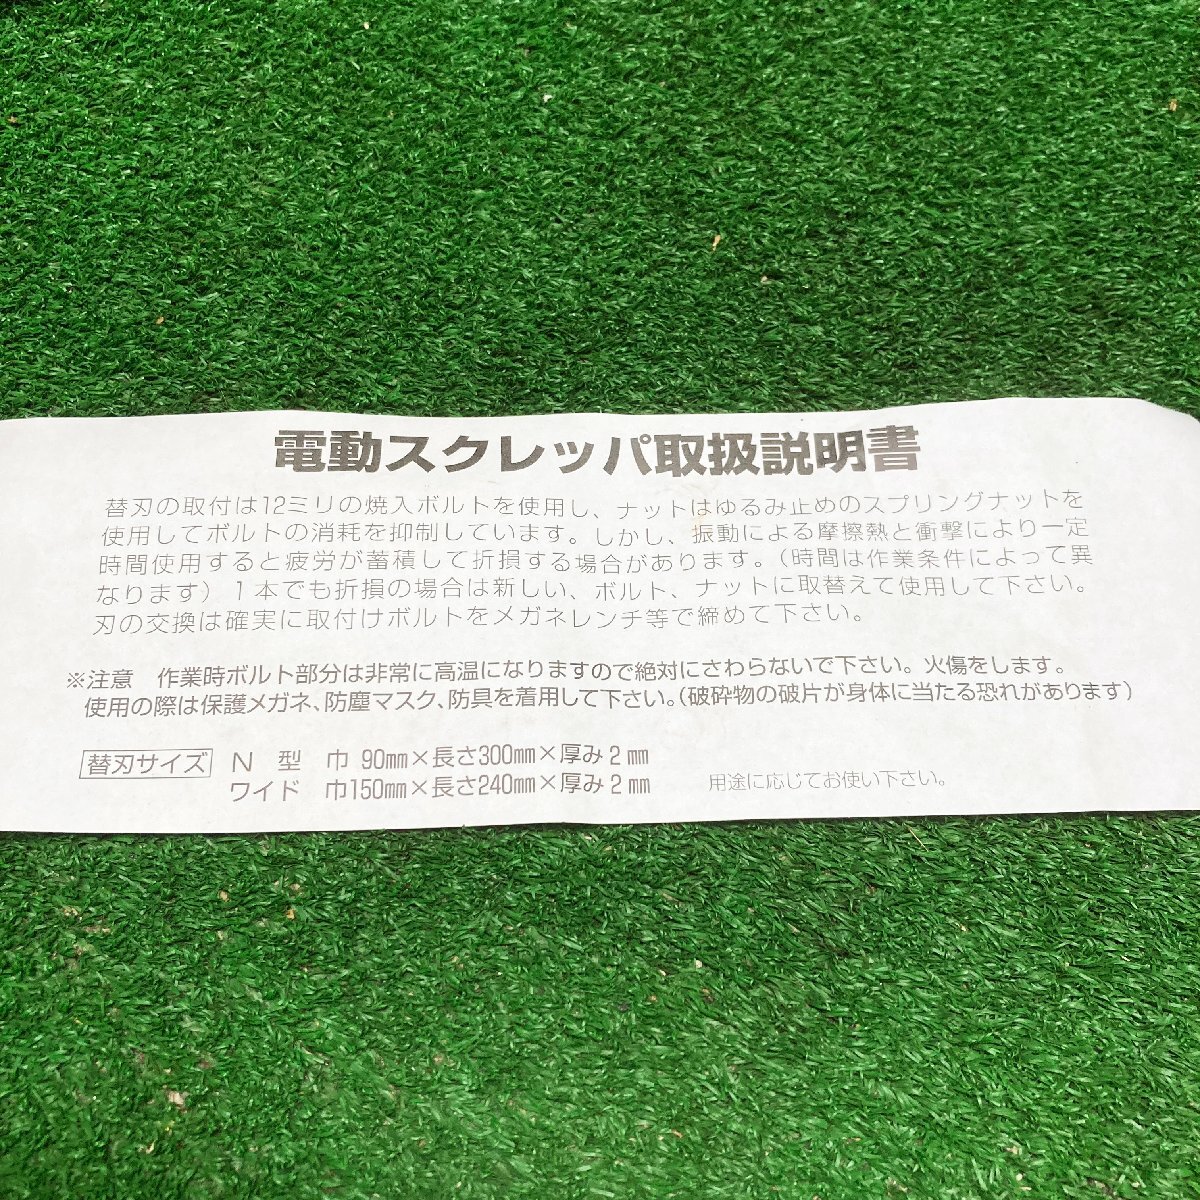 電動スクレッパ取扱説明書
替刃の取付は12ミリの焼入ボルトを使用し、ナットはゆるみ止めのスプリングナットを
使用してボルトの消耗を抑制しています。しかし、振動による摩擦熱と衝撃により一定
時間使用すると疲労が蓄積して折損する場合があります。(時間は作業条件によって異
なります) 1本でも折損の場合は新しい、ボルト、ナットに取替えて使用して下さい。
刃の交換は確実に取付けボルトをメガネレンチ等で締めて下さい。
※注意 作業時ボルト部分は非常に高温になりますので絶対にさわらないで下さい。火傷をします。
使用の際は保護メガネ、防塵マスク、防具を着用して下さい。(破砕物の破片が身体に当たる恐れがあります)
替刃サイズ N 型 巾 90㎜×長さ300㎜×厚み2㎜
ワイド 巾150㎜×長さ240㎜×厚み2㎜ 用途に応じてお使い下さい。